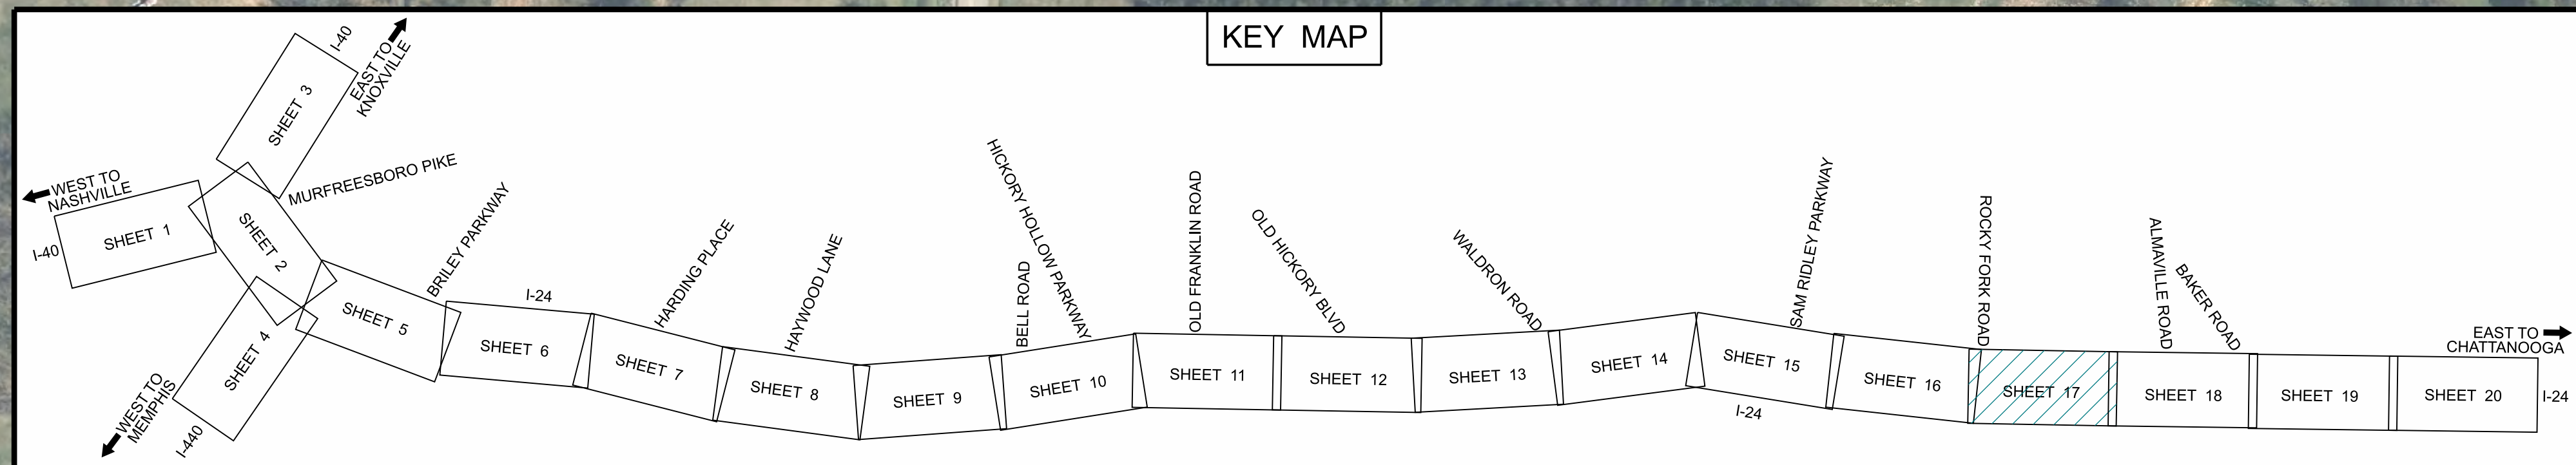 KEY MAP
I-40
EAST TO
KNOXVILLE
SHEET 3
MURFREESBORO PIKE
WEST TO
NASHVILLE
I-40
SHEET 1
SHEET 2
SHEET 4
WEST TO
MEMPHIS
I-440
SHEET 5
BRILEY PARKWAY
I-24
SHEET 6
HARDING PLACE
SHEET 7
HAYWOOD LANE
SHEET 8
SHEET 9
BELL ROAD
HICKORY HOLLOW PARKWAY
SHEET 10
OLD FRANKLIN ROAD
SHEET 11
OLD HICKORY BLVD
SHEET 12
WALDRON ROAD
SHEET 13
SHEET 14
SAM RIDLEY PARKWAY
SHEET 15
I-24
SHEET 16
ROCKY FORK ROAD
SHEET 17
ALMAVILLE ROAD
BAKER ROAD
SHEET 18
SHEET 19
SHEET 20
EAST TO
CHATTANOOGA
I-24